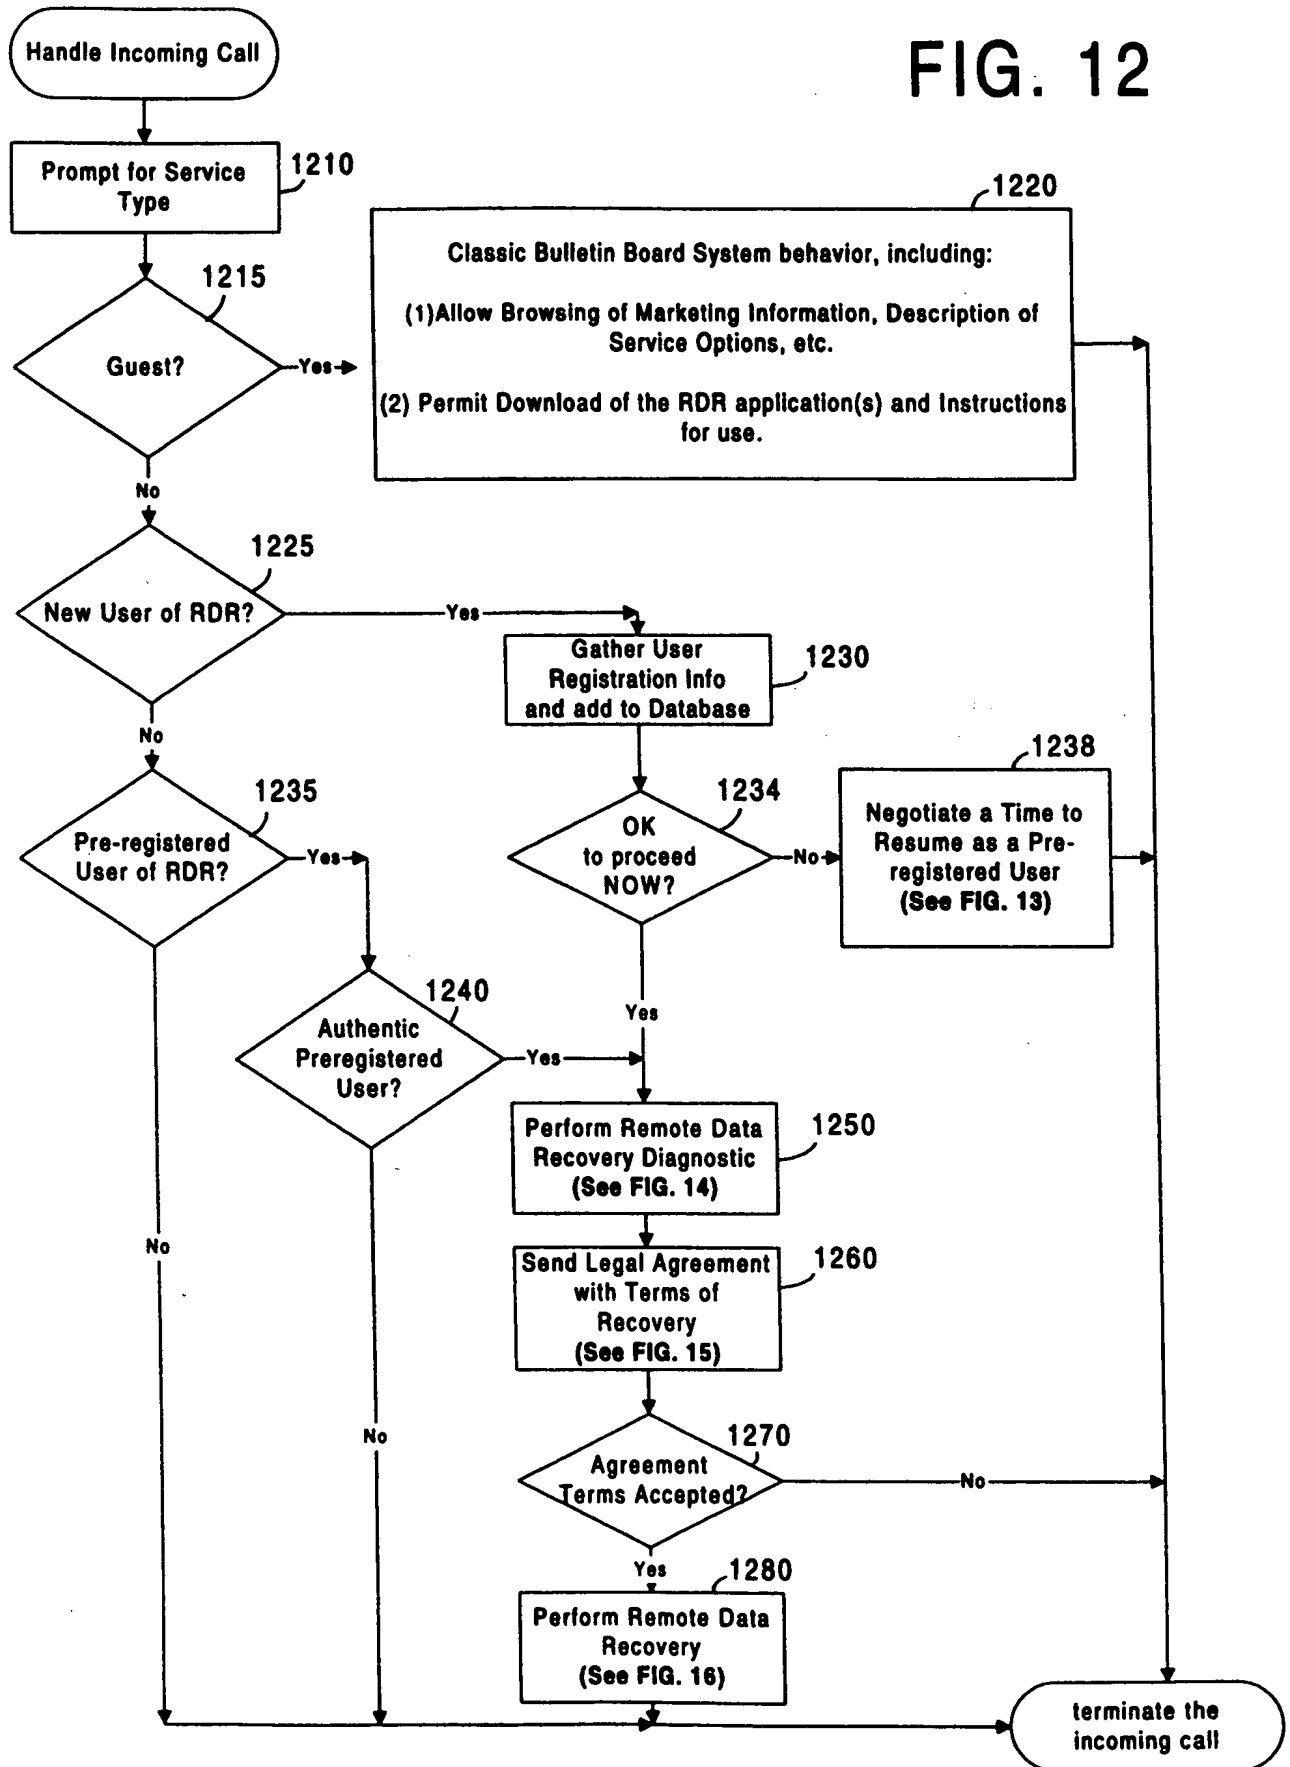 FIG. 12
Handle Incoming Call
Prompt for Service
Type
1210
1220
Classic Bulletin Board System behavior, including:
(1)Allow Browsing of Marketing Information, Description of
Service Options, etc.
(2) Permit Download of the RDR application(s) and Instructions
for use.
1215
Guest?
Yes
No
1225
New User of RDR?
Yes
Gather User
Registration Info
and add to Database
1230
No
1235
Pre-registered
User of RDR?
Yes
1234
OK
to proceed
NOW?
No
1238
Negotiate a Time to
Resume as a Pre-
registered User
(See FIG. 13)
Yes
1240
Authentic
Preregistered
User?
Yes
Perform Remote Data
Recovery Diagnostic
(See FIG. 14)
1250
No
Send Legal Agreement
with Terms of
Recovery
(See FIG. 15)
1260
No
1270
Agreement
Terms Accepted?
No
Yes
1280
Perform Remote Data
Recovery
(See FIG. 16)
terminate the
incoming call